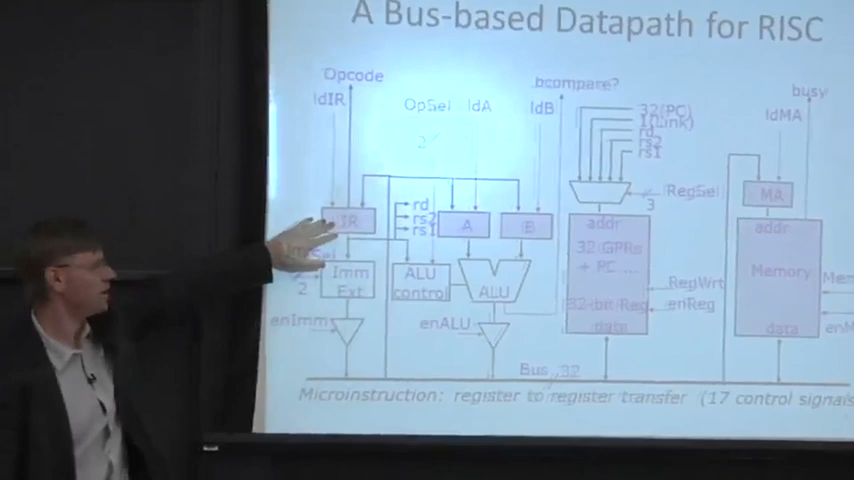 A Bus-based Datapath for RISC
Opcode
bcompare?
busy
ldIR
OpSel
ldA
ldB
32(PC)
1(Link)
rd
rs2
rs1
ldMA
2
RegSel
3
MA
IR
rd
rs2
rs1
A
B
addr
addr
32 GPRs
+ PC ...
2
Imm
Ext
ALU
control
ALU
Memory
RegWrt
32-bit Reg
enReg
enImm
enALU
data
data
Bus 32
Microinstruction: register to register transfer (17 control signals